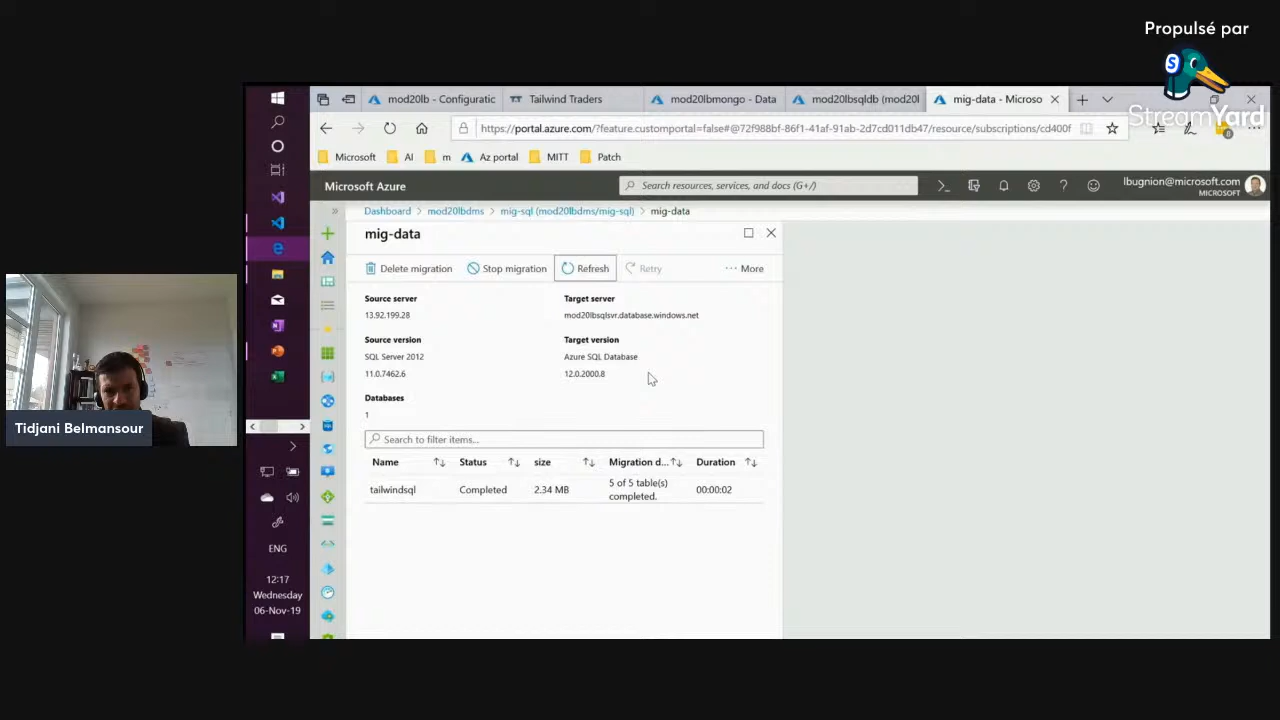 Propulsé par
StreamYard
mod20lb - Configuratic
Tailwind Traders
mod20lbmongo - Data
mod20lbsqldb (mod20l
mig-data - Microso
https://portal.azure.com/?feature.customportal=false#@72f988bf-86f1-41af-91ab-2d7cd011db47/resource/subscriptions/cd400f
Microsoft
AI
m
Az portal
MITT
Patch
Microsoft Azure
Search resources, services, and docs (G+/)
lbugnion@microsoft.com
MICROSOFT
Dashboard > mod20lbdms > mig-sql (mod20lbdms/mig-sql) > mig-data
mig-data
Delete migration
Stop migration
Refresh
Retry
··· More
Source server
Target server
13.92.199.28
mod20lbsqlsvr.database.windows.net
Source version
Target version
SQL Server 2012
Azure SQL Database
11.0.7462.6
12.0.2000.8
Databases
1
Search to filter items...
Name
Status
size
Migration d...
Duration
tailwindsql
Completed
2.34 MB
5 of 5 table(s)
completed.
00:00:02
Tidjani Belmansour
ENG
12:17
Wednesday
06-Nov-19